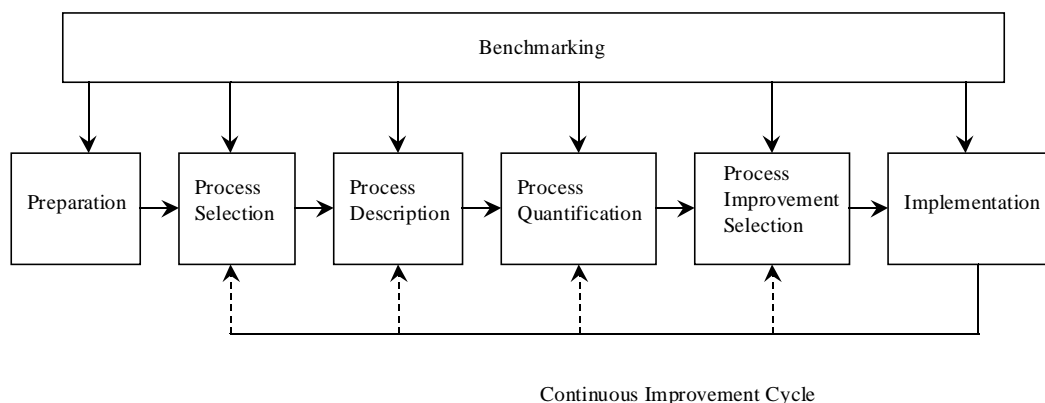 Benchmarking
Preparation
Process
Selection
Process
Description
Process
Quantification
Process
Improvement
Selection
Implementation
Continuous Improvement Cycle